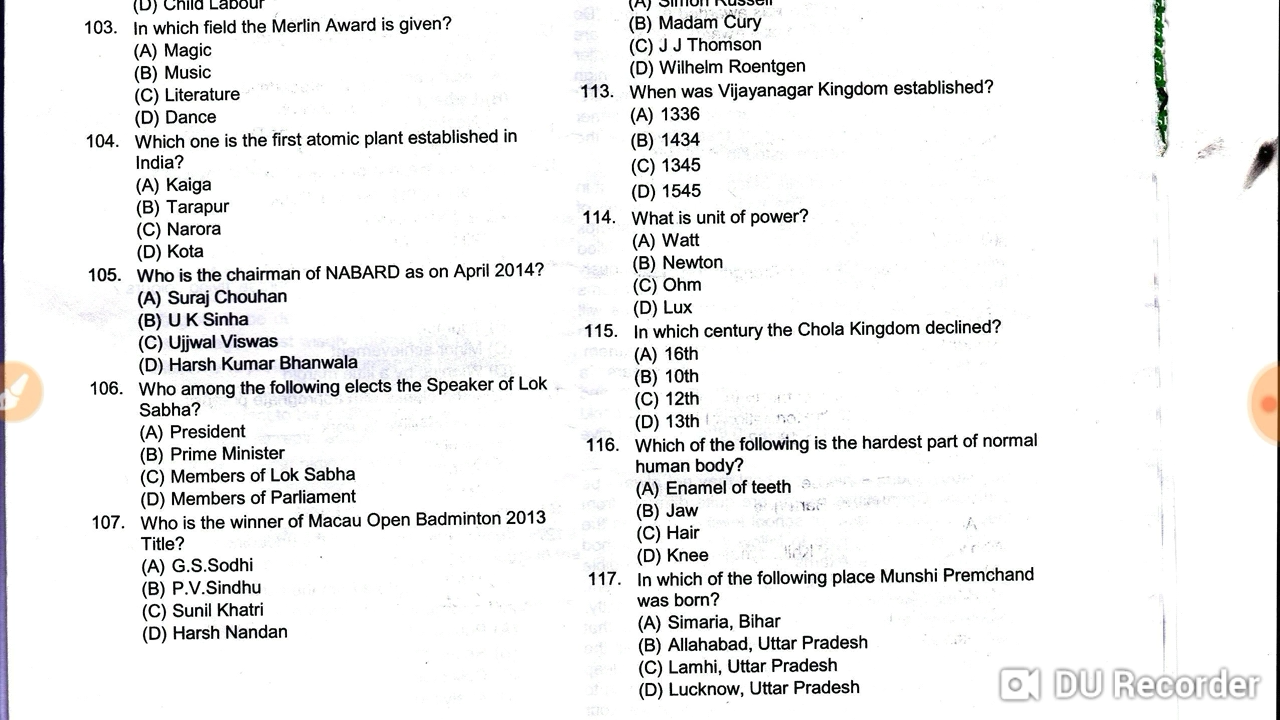 (D) Child Labour
103. In which field the Merlin Award is given?
(A) Magic
(B) Music
(C) Literature
(D) Dance
104. Which one is the first atomic plant established in
India?
(A) Kaiga
(B) Tarapur
(C) Narora
(D) Kota
105. Who is the chairman of NABARD as on April 2014?
(A) Suraj Chouhan
(B) U K Sinha
(C) Ujjwal Viswas
(D) Harsh Kumar Bhanwala
106. Who among the following elects the Speaker of Lok
Sabha?
(A) President
(B) Prime Minister
(C) Members of Lok Sabha
(D) Members of Parliament
107. Who is the winner of Macau Open Badminton 2013
Title?
(A) G.S.Sodhi
(B) P.V.Sindhu
(C) Sunil Khatri
(D) Harsh Nandan
(A) Simon Russell
(B) Madam Cury
(C) J J Thomson
(D) Wilhelm Roentgen
113. When was Vijayanagar Kingdom established?
(A) 1336
(B) 1434
(C) 1345
(D) 1545
114. What is unit of power?
(A) Watt
(B) Newton
(C) Ohm
(D) Lux
115. In which century the Chola Kingdom declined?
(A) 16th
(B) 10th
(C) 12th
(D) 13th
116. Which of the following is the hardest part of normal
human body?
(A) Enamel of teeth
(B) Jaw
(C) Hair
(D) Knee
117. In which of the following place Munshi Premchand
was born?
(A) Simaria, Bihar
(B) Allahabad, Uttar Pradesh
(C) Lamhi, Uttar Pradesh
(D) Lucknow, Uttar Pradesh
DU Recorder